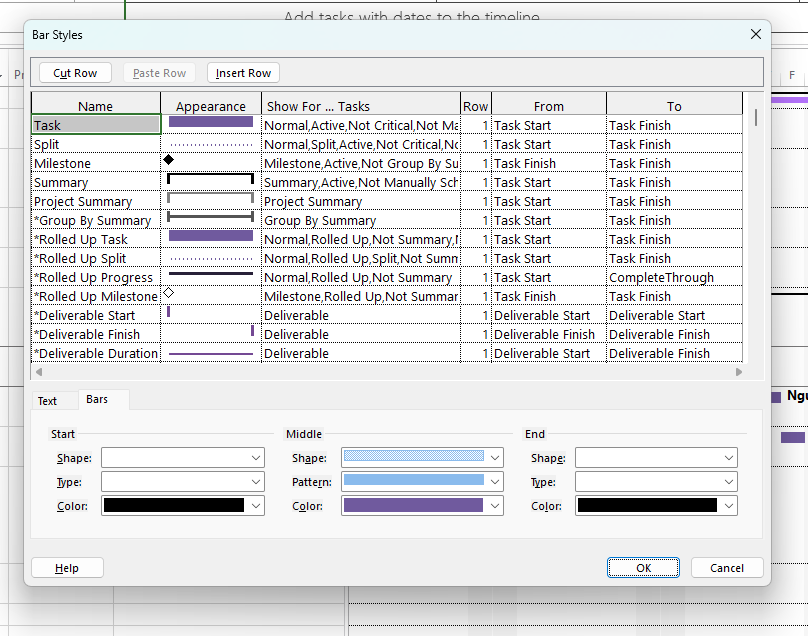 Add tasks with dates to the timeline
Bar Styles
Cut Row Paste Row Insert Row
Name Appearance Show For ... Tasks Row From To
Task Normal,Active,Not Critical,Not Ma 1 Task Start Task Finish
Split Normal,Split,Active,Not Critical,Nc 1 Task Start Task Finish
Milestone Milestone,Active,Not Group By Su 1 Task Finish Task Finish
Summary Summary,Active,Not Manually Sch 1 Task Start Task Finish
Project Summary Project Summary 1 Task Start Task Finish
*Group By Summary Group By Summary 1 Task Start Task Finish
*Rolled Up Task Normal,Rolled Up,Not Summary, 1 Task Start Task Finish
*Rolled Up Split Normal,Rolled Up,Split,Not Sumn 1 Task Start Task Finish
*Rolled Up Progress Normal,Rolled Up,Not Summary 1 Task Start CompleteThrough
*Rolled Up Milestone Milestone,Rolled Up,Not Summar 1 Task Finish Task Finish
*Deliverable Start Deliverable 1 Deliverable Start Deliverable Start
*Deliverable Finish Deliverable 1 Deliverable Finish Deliverable Finish
*Deliverable Duration Deliverable 1 Deliverable Start Deliverable Finish
Text Bars
Start Middle End
Shape: Shape: Shape:
Type: Pattern: Type:
Color: Color: Color:
Help OK Cancel
Pr
F
Ngu